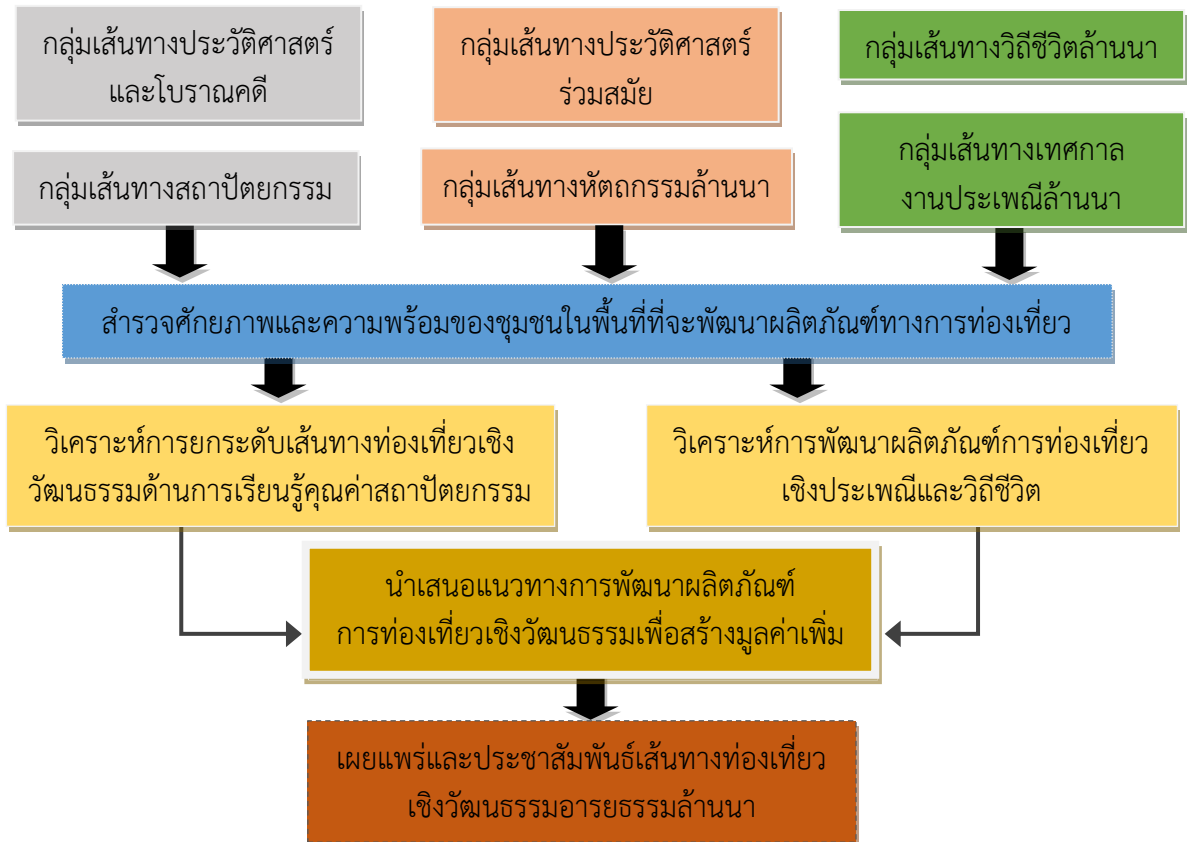 กลุ่มเส้นทางประวัติศาสตร์
และโบราณคดี
กลุ่มเส้นทางประวัติศาสตร์
ร่วมสมัย
กลุ่มเส้นทางวิถีชีวิตล้านนา
กลุ่มเส้นทางสถาปัตยกรรม
กลุ่มเส้นทางหัตถกรรมล้านนา
กลุ่มเส้นทางเทศกาล
งานประเพณีล้านนา
สำรวจศักยภาพและความพร้อมของชุมชนในพื้นที่ที่จะพัฒนาผลิตภัณฑ์ทางการท่องเที่ยว
วิเคราะห์การยกระดับเส้นทางท่องเที่ยวเชิง
วัฒนธรรมด้านการเรียนรู้คุณค่าสถาปัตยกรรม
วิเคราะห์การพัฒนาผลิตภัณฑ์การท่องเที่ยว
เชิงประเพณีและวิถีชีวิต
นำเสนอแนวทางการพัฒนาผลิตภัณฑ์
การท่องเที่ยวเชิงวัฒนธรรมเพื่อสร้างมูลค่าเพิ่ม
เผยแพร่และประชาสัมพันธ์เส้นทางท่องเที่ยว
เชิงวัฒนธรรมอารยธรรมล้านนา